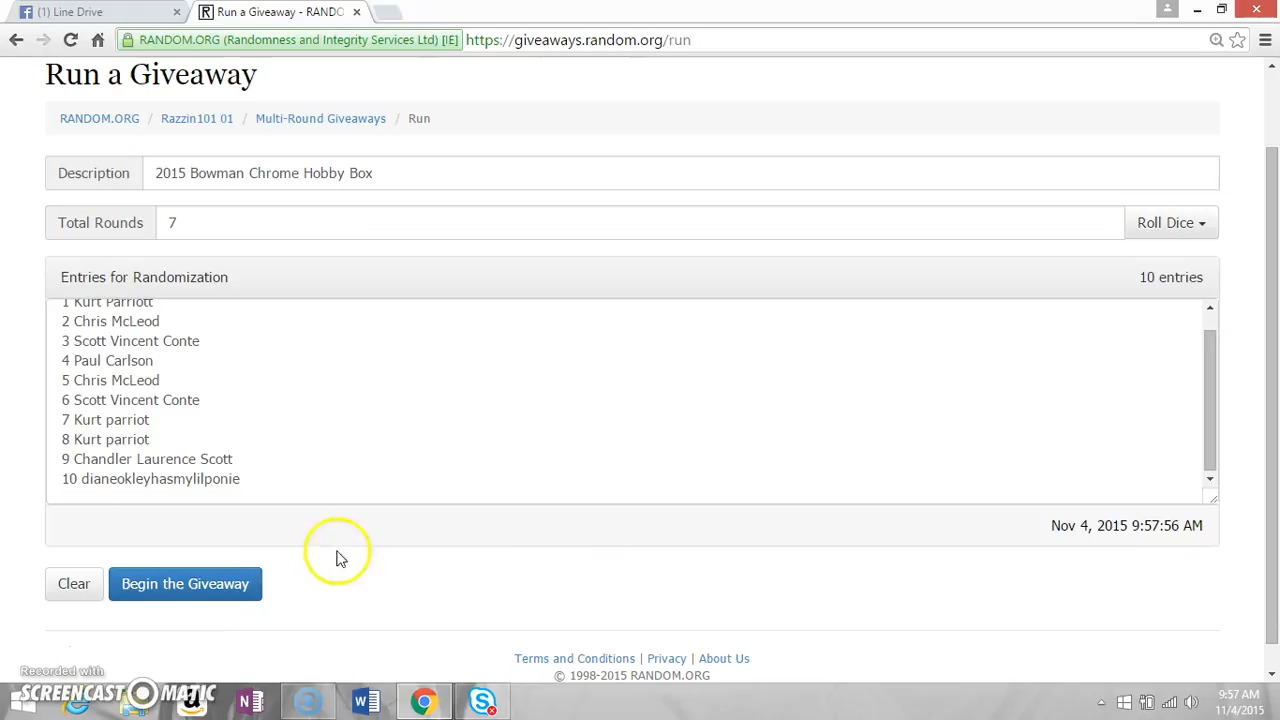 (1) Line Drive
Run a Giveaway - RANDO
RANDOM.ORG (Randomness and Integrity Services Ltd) [IE] https://giveaways.random.org/run
Run a Giveaway
RANDOM.ORG / Razzin101 01 / Multi-Round Giveaways / Run
Description 2015 Bowman Chrome Hobby Box
Total Rounds 7 Roll Dice
Entries for Randomization 10 entries
1 Kurt Parriott
2 Chris McLeod
3 Scott Vincent Conte
4 Paul Carlson
5 Chris McLeod
6 Scott Vincent Conte
7 Kurt parriot
8 Kurt parriot
9 Chandler Laurence Scott
10 dianeokleyhasmylilponie
Nov 4, 2015 9:57:56 AM
Clear Begin the Giveaway
Terms and Conditions | Privacy | About Us
© 1998-2015 RANDOM.ORG
Recorded with
SCREENCAST-O-MATIC
9:57 AM
11/4/2015